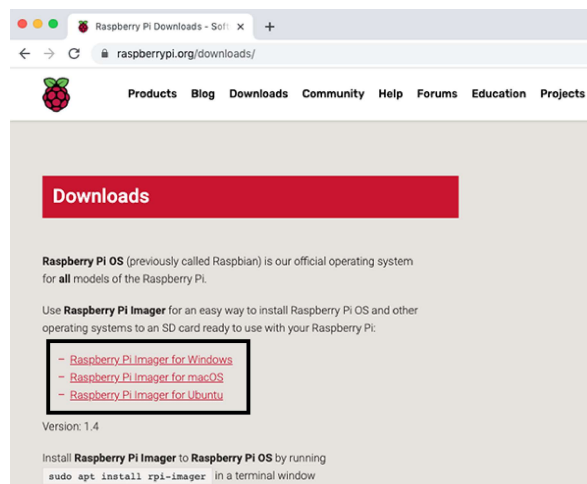 Raspberry Pi Downloads - Soft
raspberrypi.org/downloads/
Products Blog Downloads Community Help Forums Education Projects
Downloads
Raspberry Pi OS (previously called Raspbian) is our official operating system
for all models of the Raspberry Pi.
Use Raspberry Pi Imager for an easy way to install Raspberry Pi OS and other
operating systems to an SD card ready to use with your Raspberry Pi:
– Raspberry Pi Imager for Windows
– Raspberry Pi Imager for macOS
– Raspberry Pi Imager for Ubuntu
Version: 1.4
Install Raspberry Pi Imager to Raspberry Pi OS by running
sudo apt install rpi-imager in a terminal window